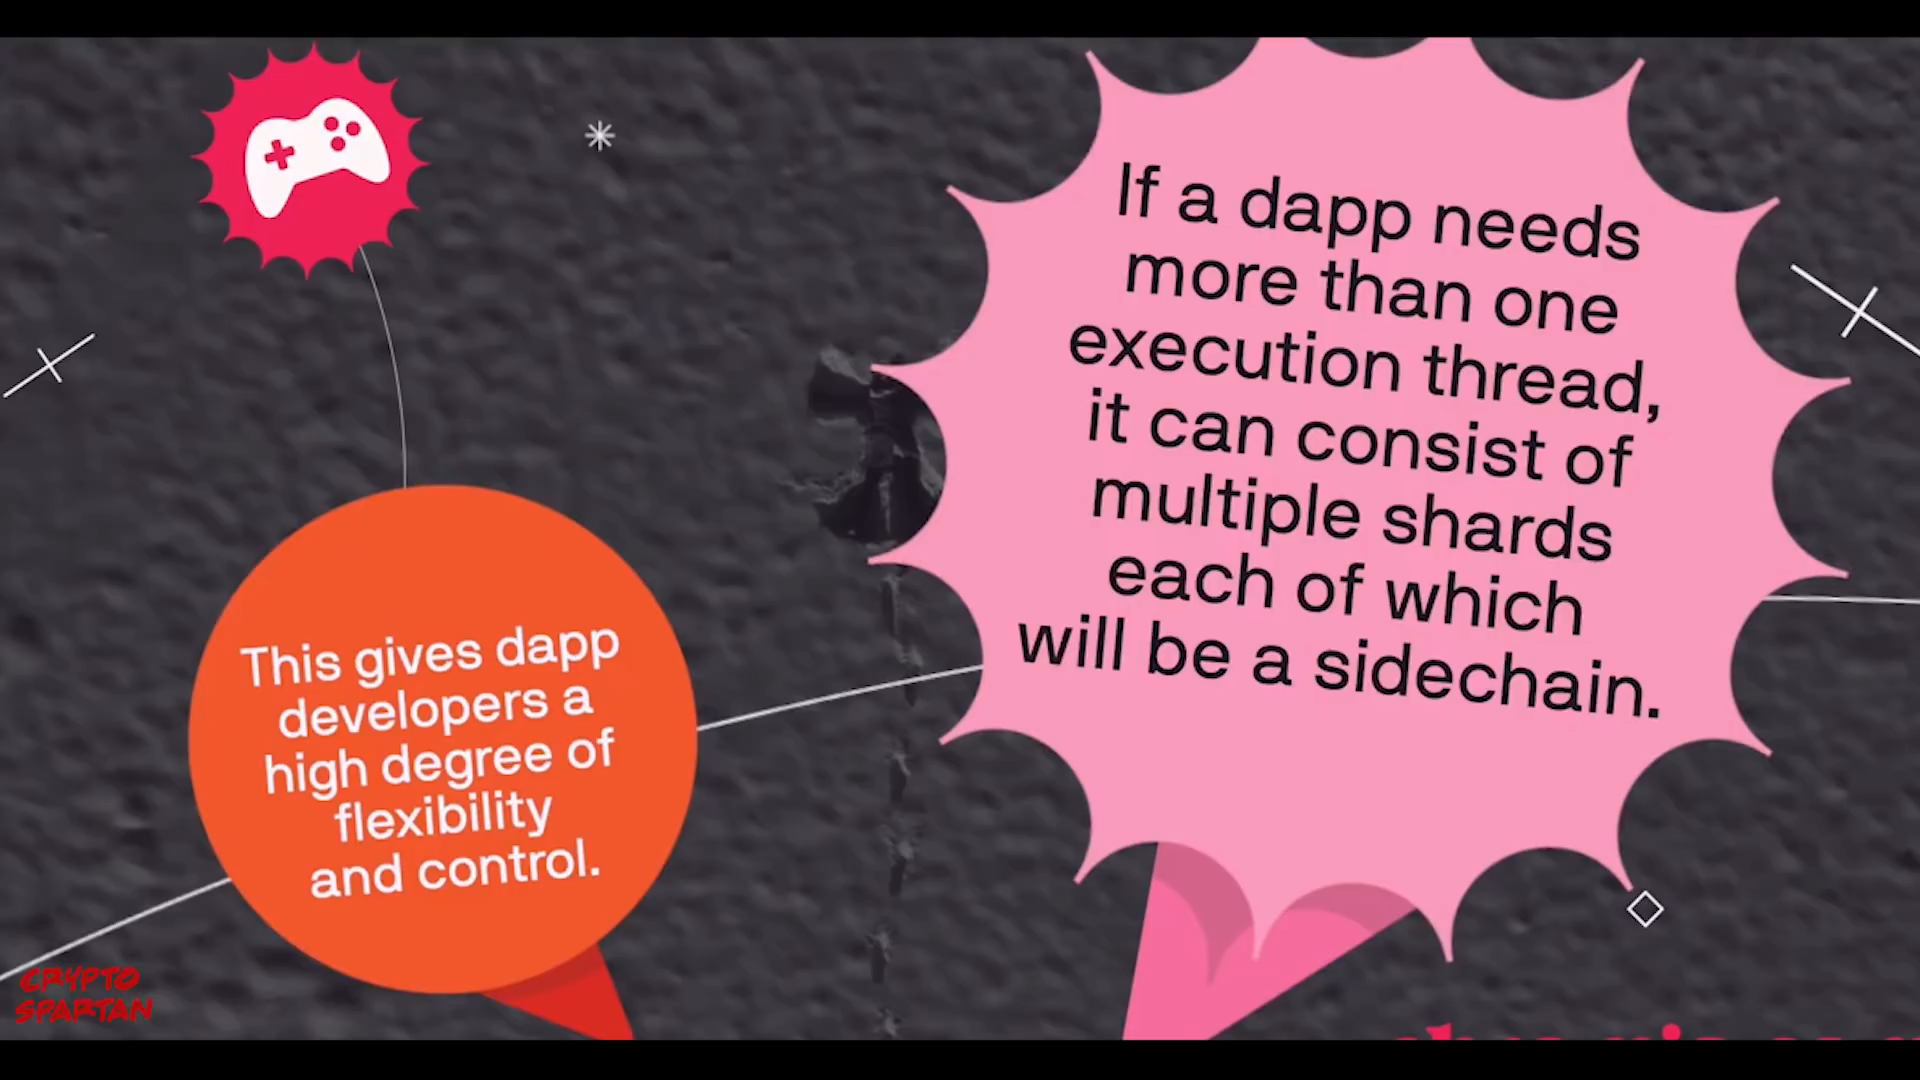 If a dapp needs
more than one
execution thread,
it can consist of
multiple shards
each of which
will be a sidechain.
This gives dapp
developers a
high degree of
flexibility
and control.
CRYPTO
SPARTAN